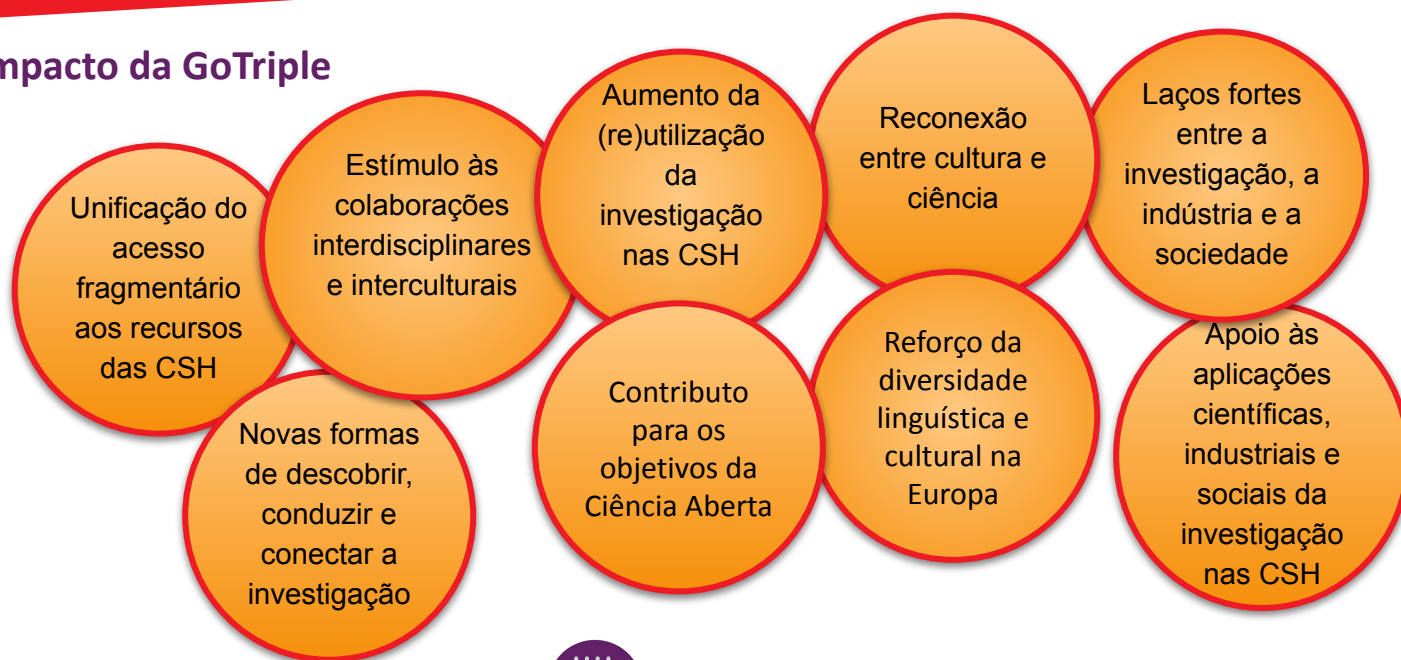 mpacto da GoTriple
Unificação do
acesso
fragmentário
aos recursos
das CSH
Novas formas
de descobrir,
conduzir e
conectar a
investigação
Estímulo às
colaborações
interdisciplinares
e interculturais
Aumento da
(re)utilização
da
investigação
nas CSH
Contributo
para os
objetivos da
Ciência Aberta
Reconexão
entre cultura e
ciência
Reforço da
diversidade
linguística e
cultural na
Europa
Laços fortes
entre a
investigação, a
indústria e a
sociedade
Apoio às
aplicações
científicas,
industriais e
sociais da
investigação
nas CSH